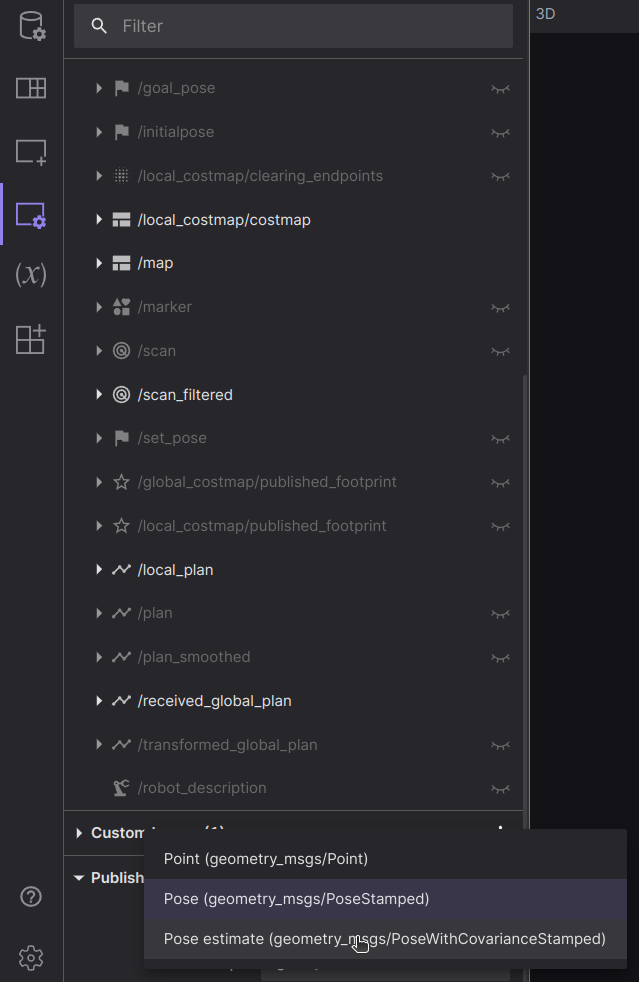 3D
Filter
/goal_pose
/initialpose
/local_costmap/clearing_endpoints
/local_costmap/costmap
/map
/marker
/scan
/scan_filtered
/set_pose
/global_costmap/published_footprint
/local_costmap/published_footprint
/local_plan
/plan
/plan_smoothed
/received_global_plan
/transformed_global_plan
/robot_description
Custom
Point (geometry_msgs/Point)
Publish
Pose (geometry_msgs/PoseStamped)
Pose estimate (geometry_msgs/PoseWithCovarianceStamped)
(x)